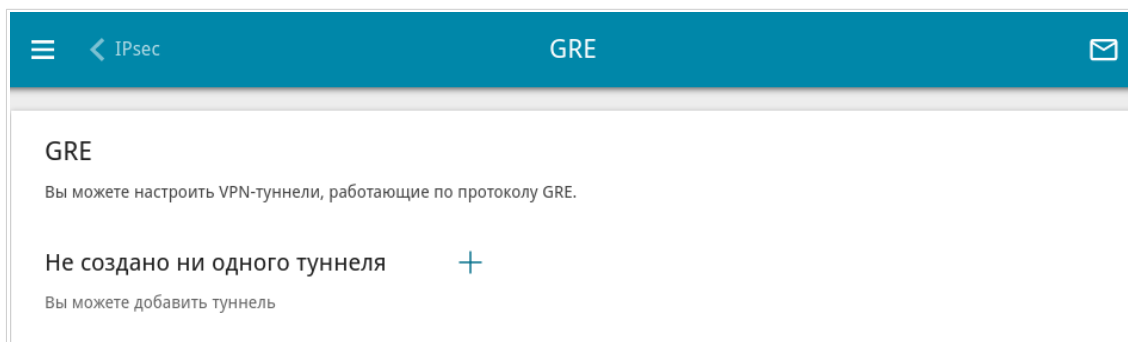 IPsec
GRE
GRE
Вы можете настроить VPN-туннели, работающие по протоколу GRE.
Не создано ни одного туннеля
Вы можете добавить туннель